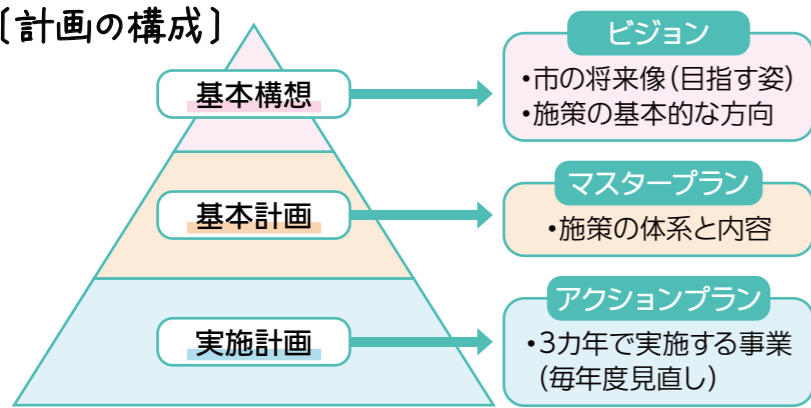 〔計画の構成〕
基本構想
ビジョン
・市の将来像(目指す姿)
・施策の基本的な方向
基本計画
マスタープラン
・施策の体系と内容
実施計画
アクションプラン
・3カ年で実施する事業
(毎年度見直し)